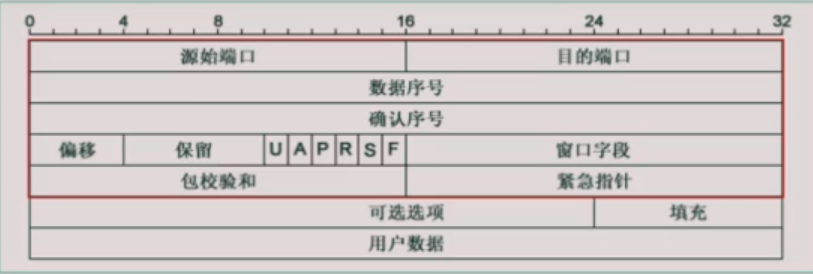 0 4 8 16 24 32
源始端口 目的端口
数据序号
确认序号
偏移 保留 U A P R S F 窗口字段
包校验和 紧急指针
可选选项 填充
用户数据